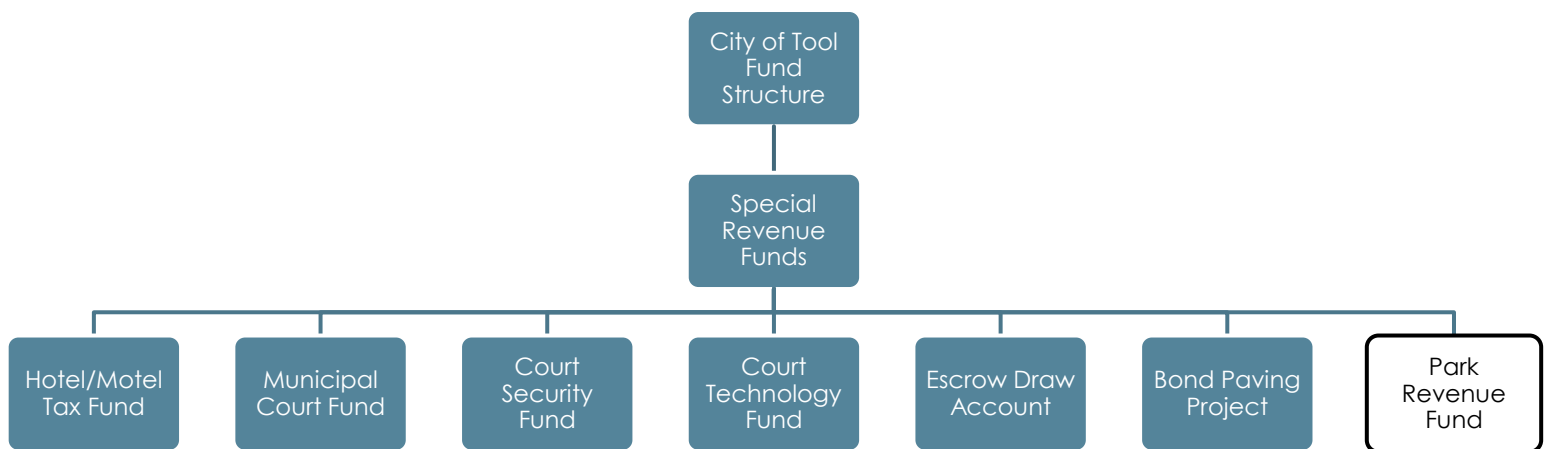 City of Tool
Fund
Structure
Special
Revenue
Funds
Hotel/Motel
Tax Fund
Municipal
Court Fund
Court
Security
Fund
Court
Technology
Fund
Escrow Draw
Account
Bond Paving
Project
Park
Revenue
Fund